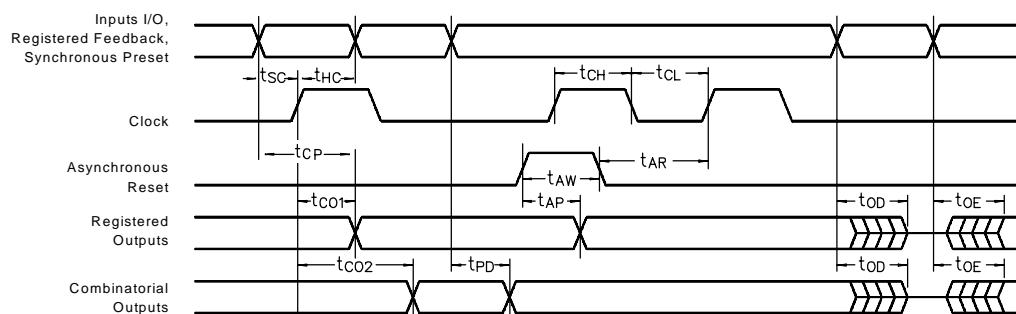 Inputs I/O,
Registered Feedback,
Synchronous Preset
tSC tHC tCH tCL
Clock
tCP
Asynchronous
Reset
tAR
tAW
tCO1 tAP tOD tOE
Registered
Outputs
tCO2 tPD tOD tOE
Combinatorial
Outputs